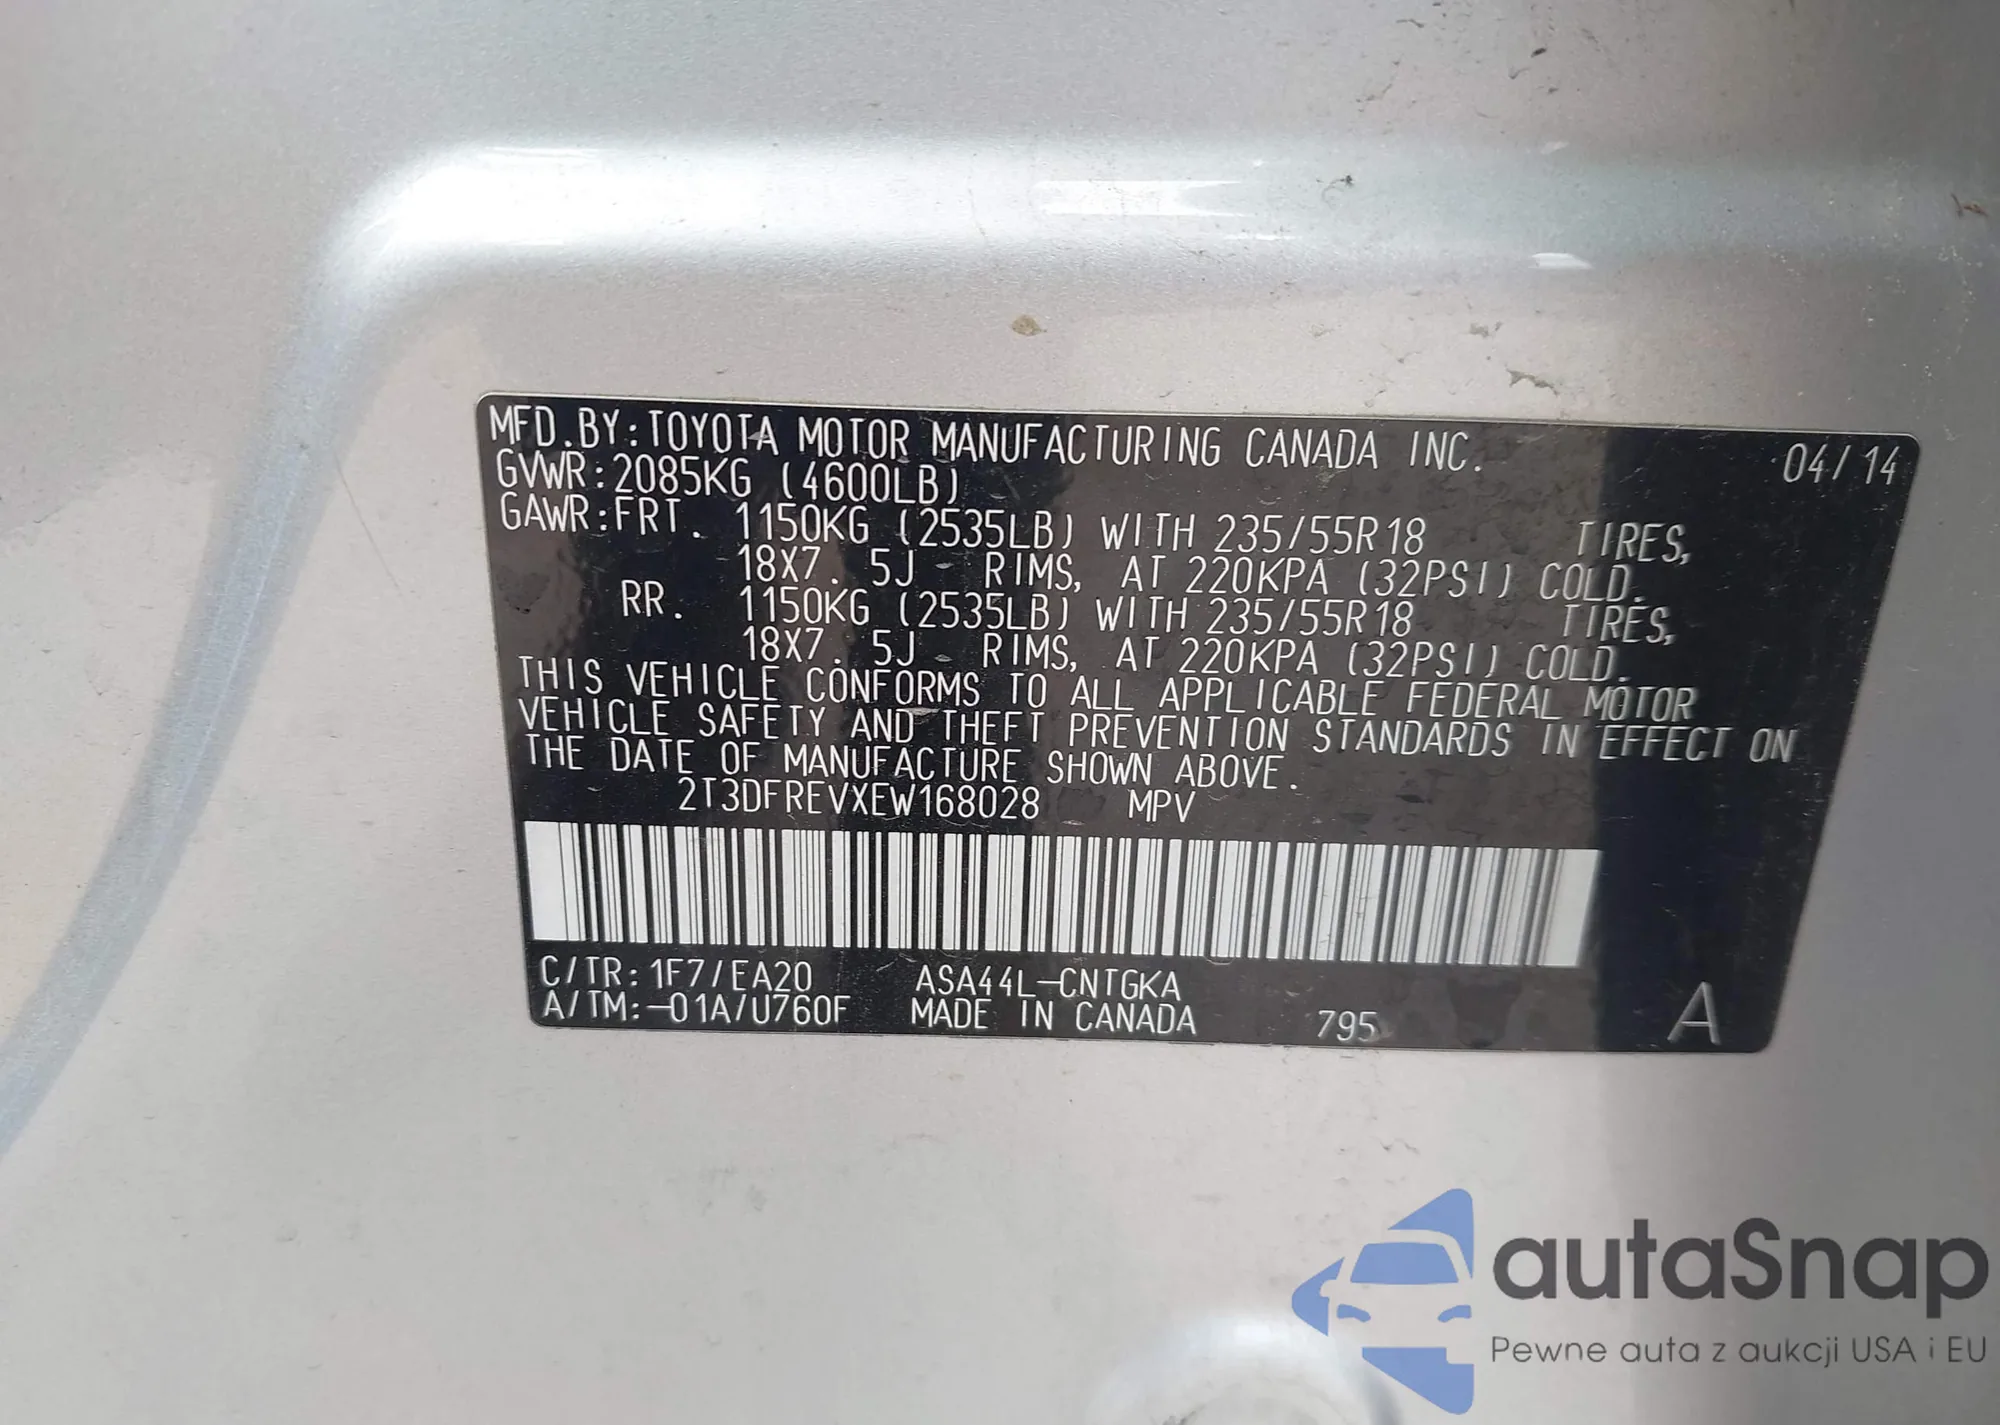 MFD.BY:TOYOTA MOTOR MANUFACTURING CANADA INC. 04/14
GVWR:2085KG (4600LB)
GAWR:FRT. 1150KG (2535LB) WITH 235/55R18 TIRES,
18X7.5J RIMS, AT 220KPA (32PSI) COLD.
RR. 1150KG (2535LB) WITH 235/55R18 TIRES,
18X7.5J RIMS, AT 220KPA (32PSI) COLD.
THIS VEHICLE CONFORMS TO ALL APPLICABLE FEDERAL MOTOR
VEHICLE SAFETY AND THEFT PREVENTION STANDARDS IN EFFECT ON
THE DATE OF MANUFACTURE SHOWN ABOVE.
2T3DFREVXEW168028 MPV
C/TR:1F7/EA20 ASA44L-CNTGKA
A/TM:-01A/U760F MADE IN CANADA 795 A
autaSnap
Pewne auta z aukcji USA i EU